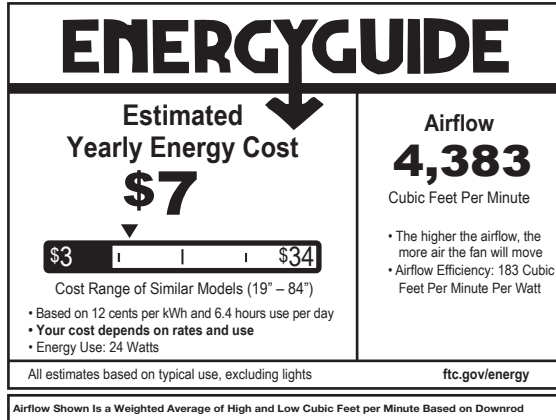 ENERGYGUIDE
Estimated
Yearly Energy Cost
$7
$3 $34
Cost Range of Similar Models (19” – 84”)
• Based on 12 cents per kWh and 6.4 hours use per day
• Your cost depends on rates and use
• Energy Use: 24 Watts
Airflow
4,383
Cubic Feet Per Minute
• The higher the airflow, the
more air the fan will move
• Airflow Efficiency: 183 Cubic
Feet Per Minute Per Watt
All estimates based on typical use, excluding lights
ftc.gov/energy
Airflow Shown Is a Weighted Average of High and Low Cubic Feet per Minute Based on Downrod